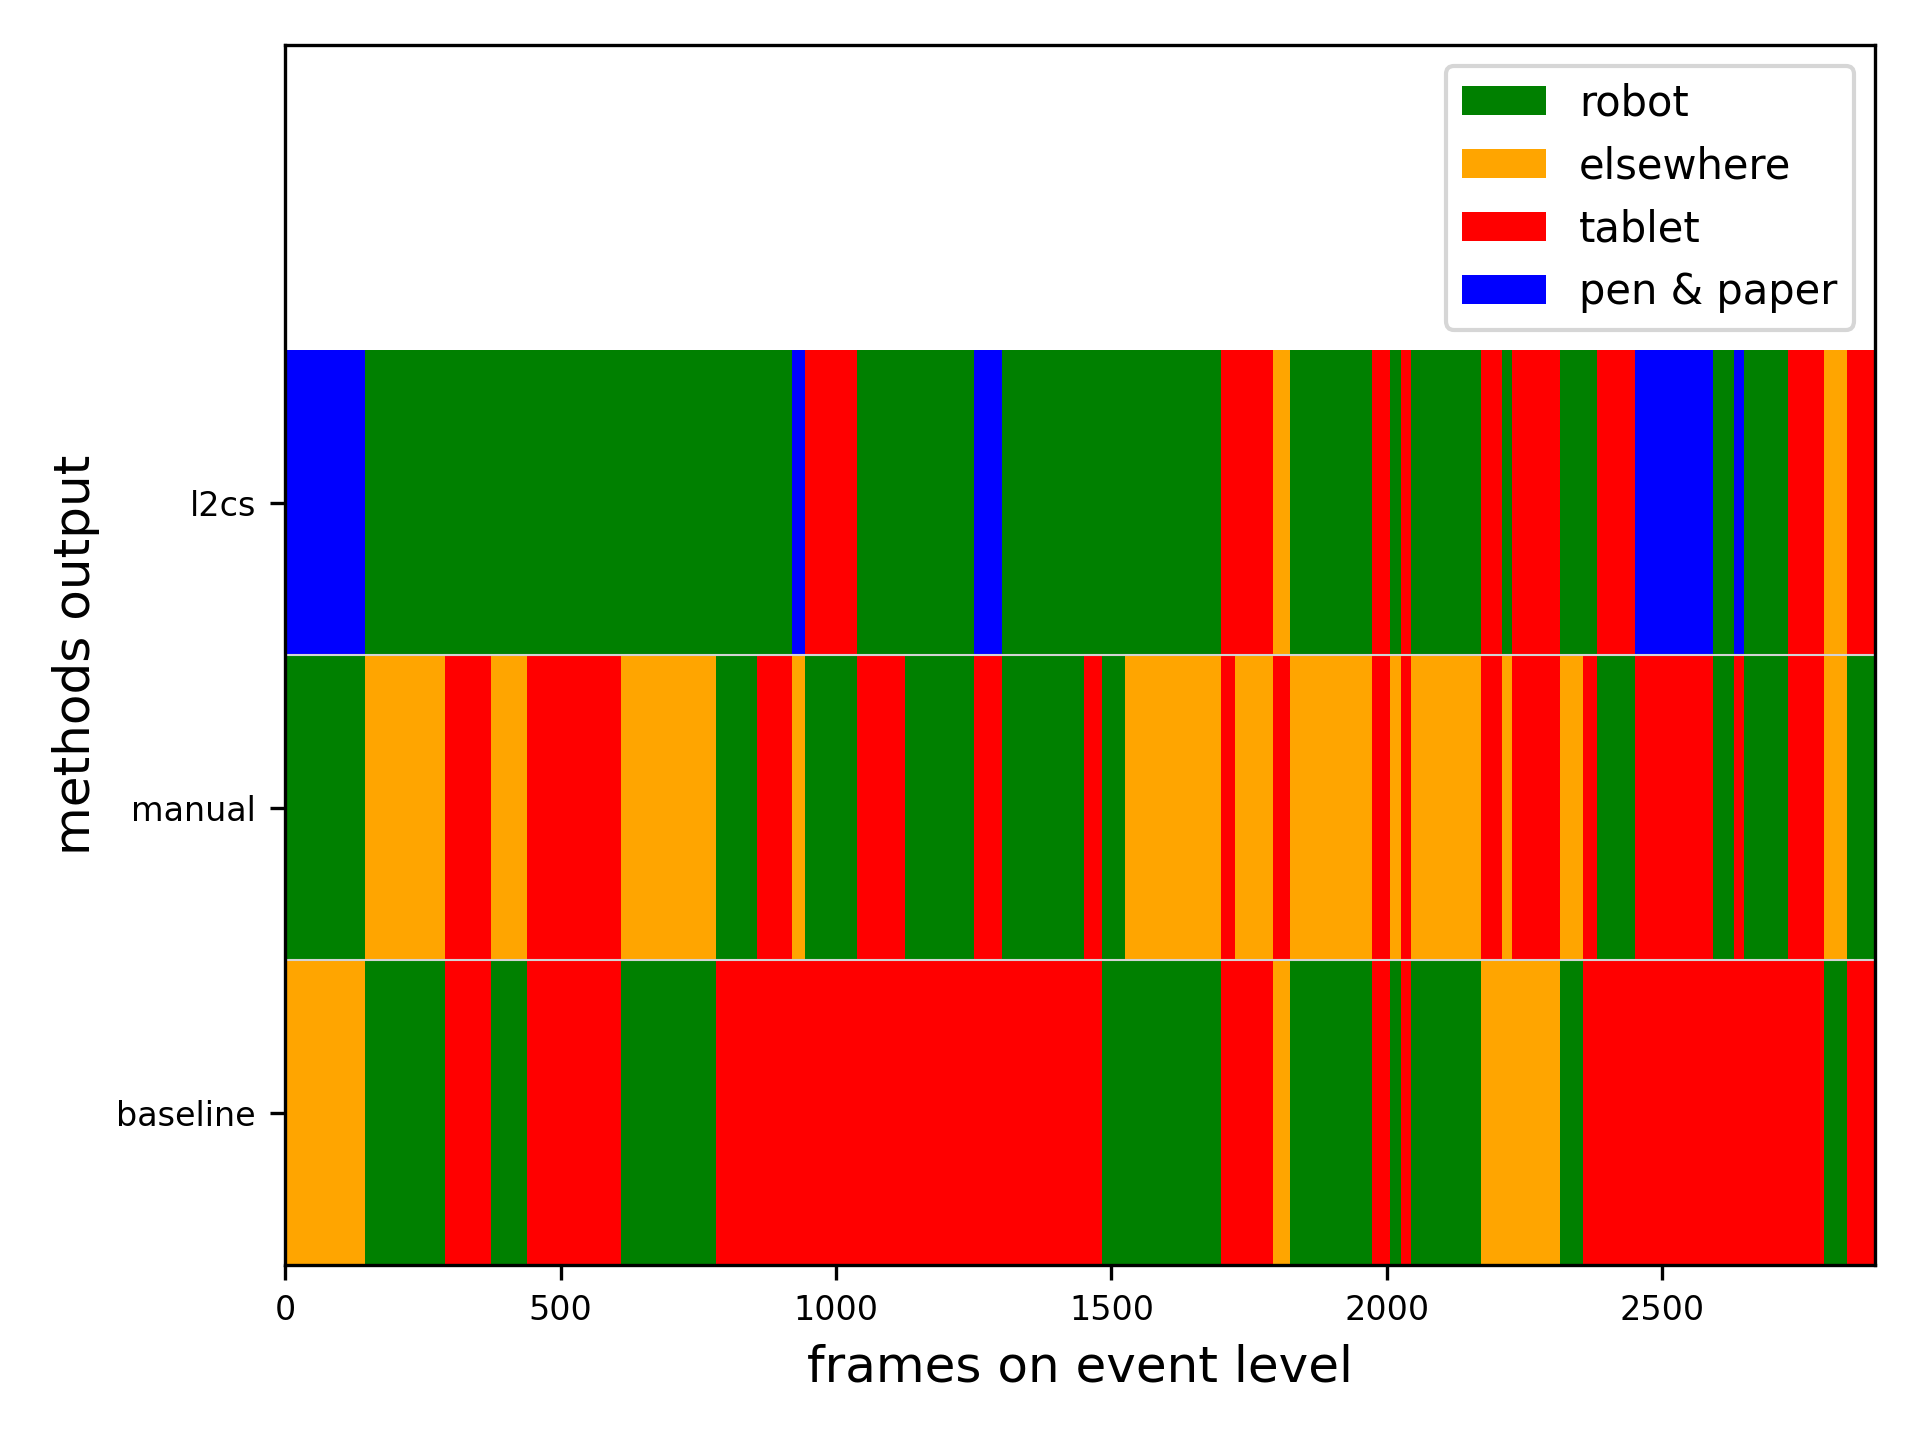 robot
elsewhere
tablet
pen & paper
methods output
l2cs
manual
baseline
0 500 1000 1500 2000 2500
frames on event level